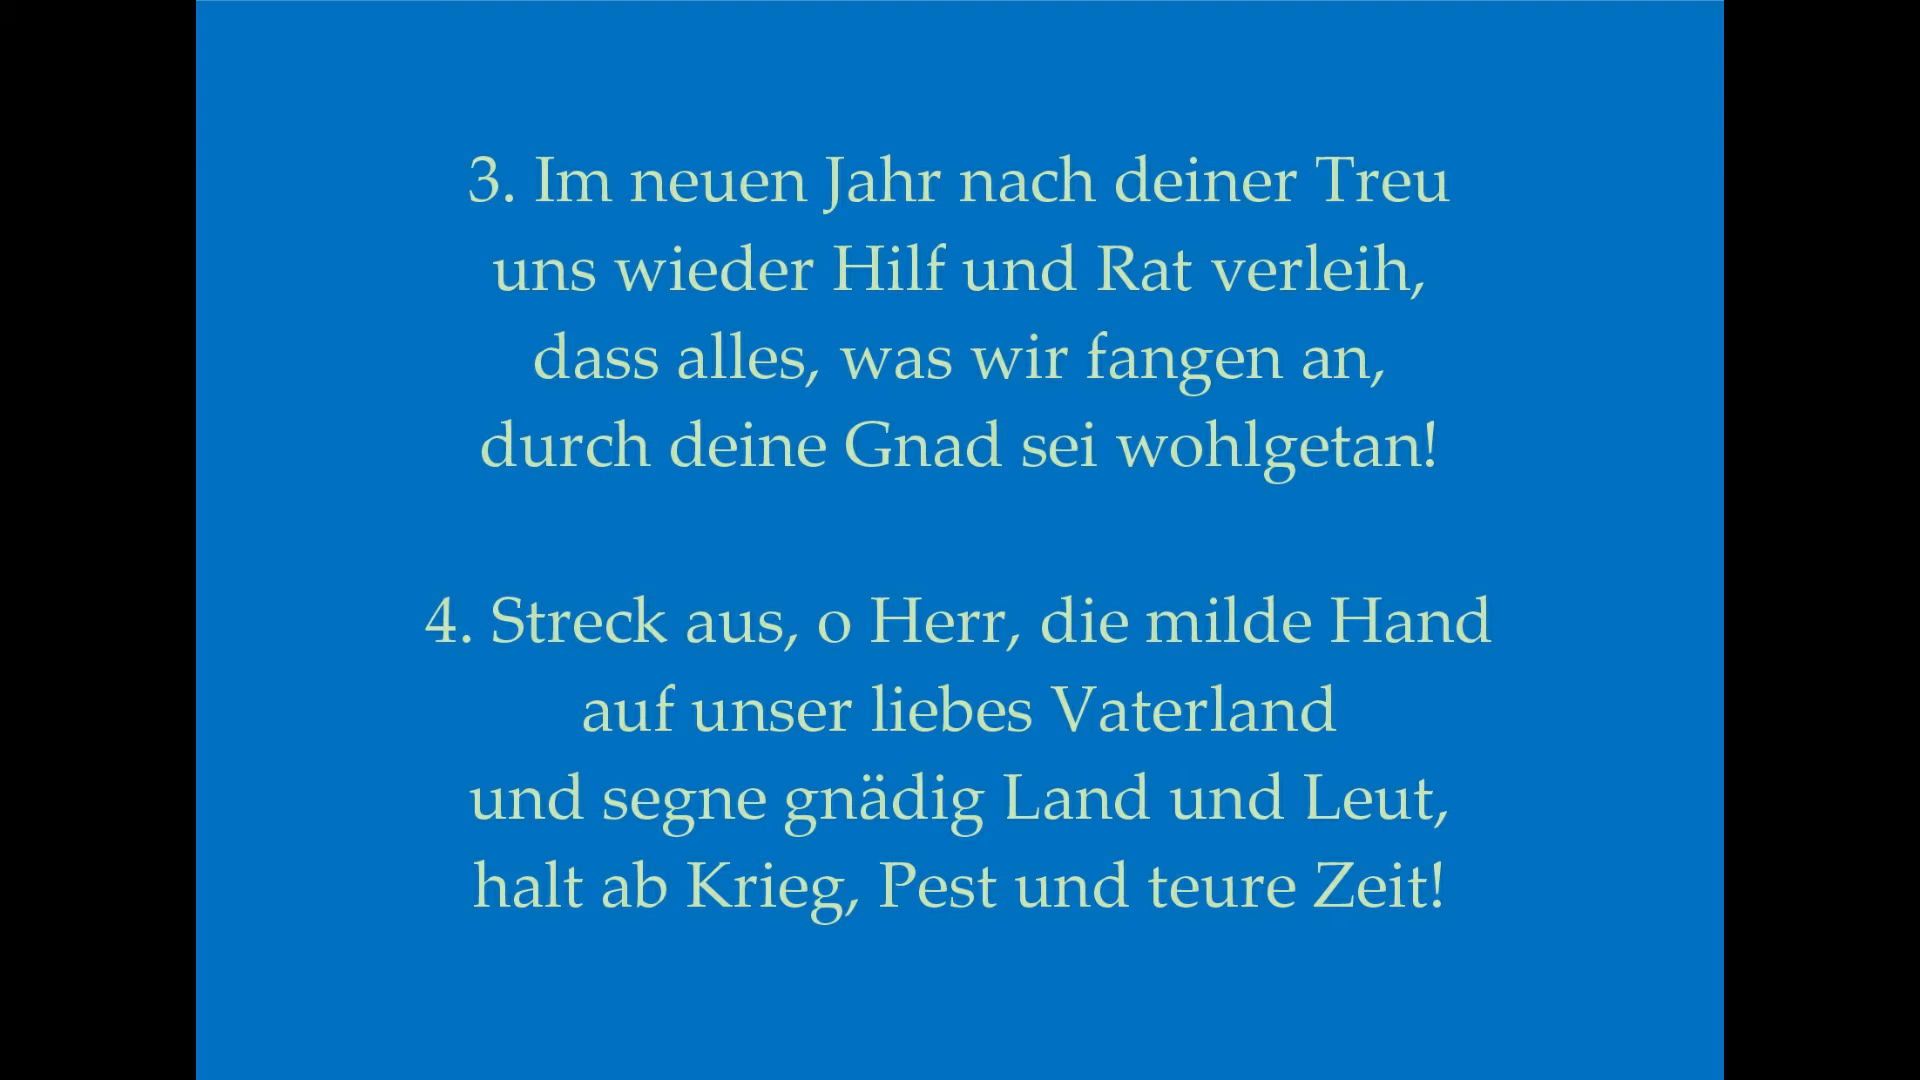 3. Im neuen Jahr nach deiner Treu
uns wieder Hilf und Rat verleih,
dass alles, was wir fangen an,
durch deine Gnad sei wohlgetan!
4. Streck aus, o Herr, die milde Hand
auf unser liebes Vaterland
und segne gnädig Land und Leut,
halt ab Krieg, Pest und teure Zeit!